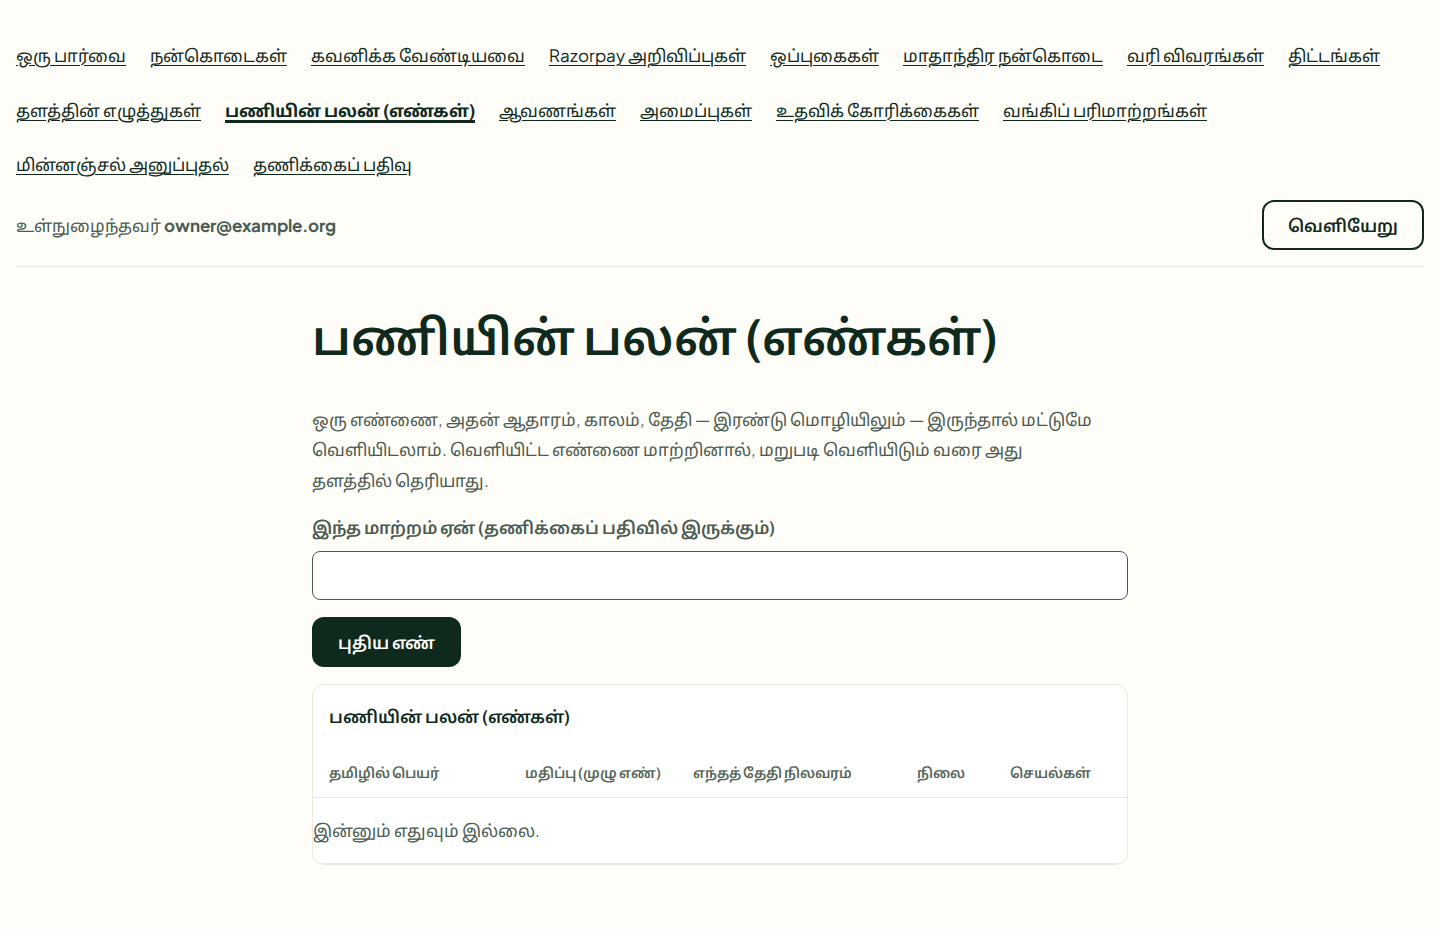 ஒரு பார்வை நன்கொடைகள் கவனிக்க வேண்டியவை Razorpay அறிவிப்புகள் ஒப்புகைகள் மாதாந்திர நன்கொடை வரி விவரங்கள் திட்டங்கள்
தளத்தின் எழுத்துகள் பணியின் பலன் (எண்கள்) ஆவணங்கள் அமைப்புகள் உதவிக் கோரிக்கைகள் வங்கிப் பரிமாற்றங்கள்
மின்னஞ்சல் அனுப்புதல் தணிக்கைப் பதிவு
உள்நுழைந்தவர் owner@example.org வெளியேறு
பணியின் பலன் (எண்கள்)
ஒரு எண்ணை, அதன் ஆதாரம், காலம், தேதி — இரண்டு மொழியிலும் — இருந்தால் மட்டுமே
வெளியிடலாம். வெளியிட்ட எண்ணை மாற்றினால், மறுபடி வெளியிடும் வரை அது
தளத்தில் தெரியாது.
இந்த மாற்றம் ஏன் (தணிக்கைப் பதிவில் இருக்கும்)
புதிய எண்
பணியின் பலன் (எண்கள்)
தமிழில் பெயர் மதிப்பு (முழு எண்) எந்தத் தேதி நிலவரம் நிலை செயல்கள்
இன்னும் எதுவும் இல்லை.